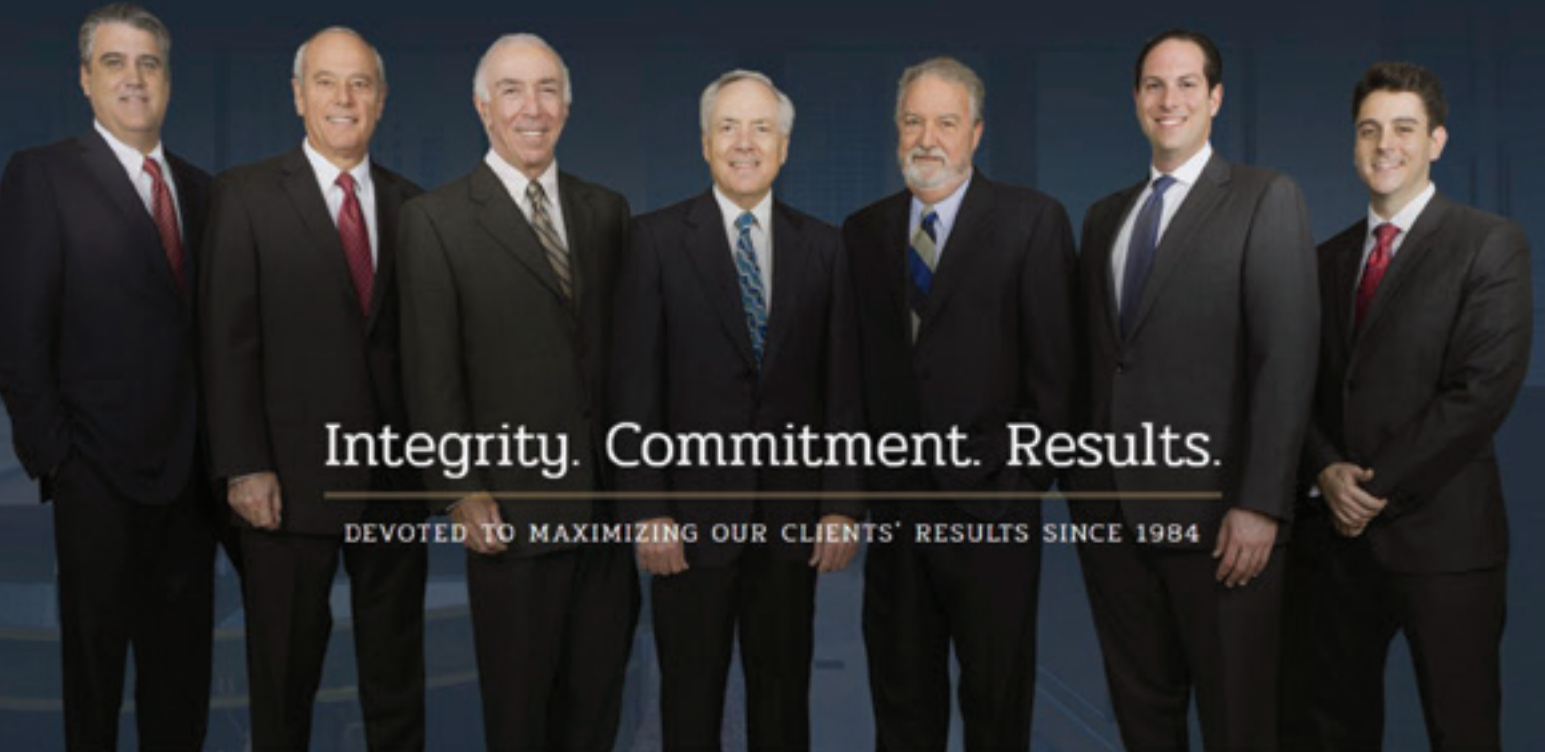 Integrity. Commitment. Results.
DEVOTED TO MAXIMIZING OUR CLIENTS' RESULTS SINCE 1984